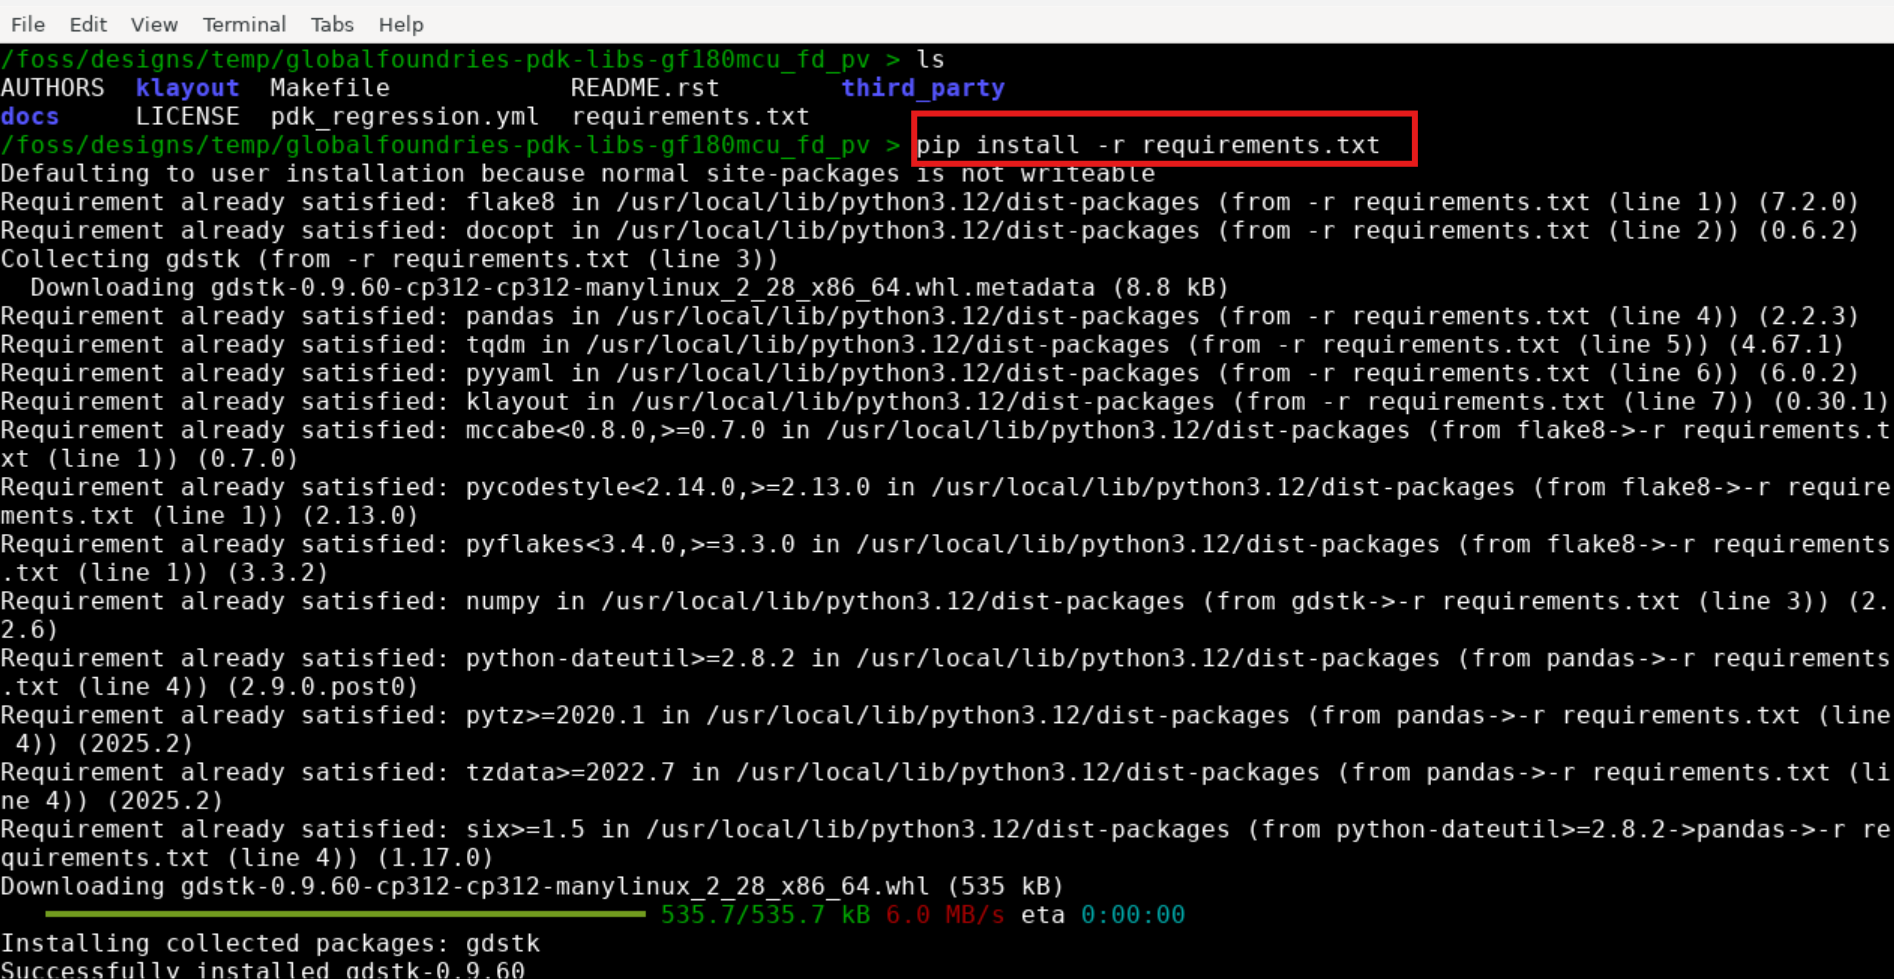 File Edit View Terminal Tabs Help
/foss/designs/temp/globalfoundries-pdk-libs-gf180mcu_fd_pv > ls
AUTHORS klayout Makefile README.rst third_party
docs LICENSE pdk_regression.yml requirements.txt
/foss/designs/temp/globalfoundries-pdk-libs-gf180mcu_fd_pv > pip install -r requirements.txt
Defaulting to user installation because normal site-packages is not writeable
Requirement already satisfied: flake8 in /usr/local/lib/python3.12/dist-packages (from -r requirements.txt (line 1)) (7.2.0)
Requirement already satisfied: docopt in /usr/local/lib/python3.12/dist-packages (from -r requirements.txt (line 2)) (0.6.2)
Collecting gdstk (from -r requirements.txt (line 3))
  Downloading gdstk-0.9.60-cp312-cp312-manylinux_2_28_x86_64.whl.metadata (8.8 kB)
Requirement already satisfied: pandas in /usr/local/lib/python3.12/dist-packages (from -r requirements.txt (line 4)) (2.2.3)
Requirement already satisfied: tqdm in /usr/local/lib/python3.12/dist-packages (from -r requirements.txt (line 5)) (4.67.1)
Requirement already satisfied: pyyaml in /usr/local/lib/python3.12/dist-packages (from -r requirements.txt (line 6)) (6.0.2)
Requirement already satisfied: klayout in /usr/local/lib/python3.12/dist-packages (from -r requirements.txt (line 7)) (0.30.1)
Requirement already satisfied: mccabe<0.8.0,>=0.7.0 in /usr/local/lib/python3.12/dist-packages (from flake8->-r requirements.t
xt (line 1)) (0.7.0)
Requirement already satisfied: pycodestyle<2.14.0,>=2.13.0 in /usr/local/lib/python3.12/dist-packages (from flake8->-r require
ments.txt (line 1)) (2.13.0)
Requirement already satisfied: pyflakes<3.4.0,>=3.3.0 in /usr/local/lib/python3.12/dist-packages (from flake8->-r requirements
.txt (line 1)) (3.3.2)
Requirement already satisfied: numpy in /usr/local/lib/python3.12/dist-packages (from gdstk->-r requirements.txt (line 3)) (2.
2.6)
Requirement already satisfied: python-dateutil>=2.8.2 in /usr/local/lib/python3.12/dist-packages (from pandas->-r requirements
.txt (line 4)) (2.9.0.post0)
Requirement already satisfied: pytz>=2020.1 in /usr/local/lib/python3.12/dist-packages (from pandas->-r requirements.txt (line
 4)) (2025.2)
Requirement already satisfied: tzdata>=2022.7 in /usr/local/lib/python3.12/dist-packages (from pandas->-r requirements.txt (li
ne 4)) (2025.2)
Requirement already satisfied: six>=1.5 in /usr/local/lib/python3.12/dist-packages (from python-dateutil>=2.8.2->pandas->-r re
quirements.txt (line 4)) (1.17.0)
Downloading gdstk-0.9.60-cp312-cp312-manylinux_2_28_x86_64.whl (535 kB)
535.7/535.7 kB 6.0 MB/s eta 0:00:00
Installing collected packages: gdstk
Successfully installed gdstk-0.9.60